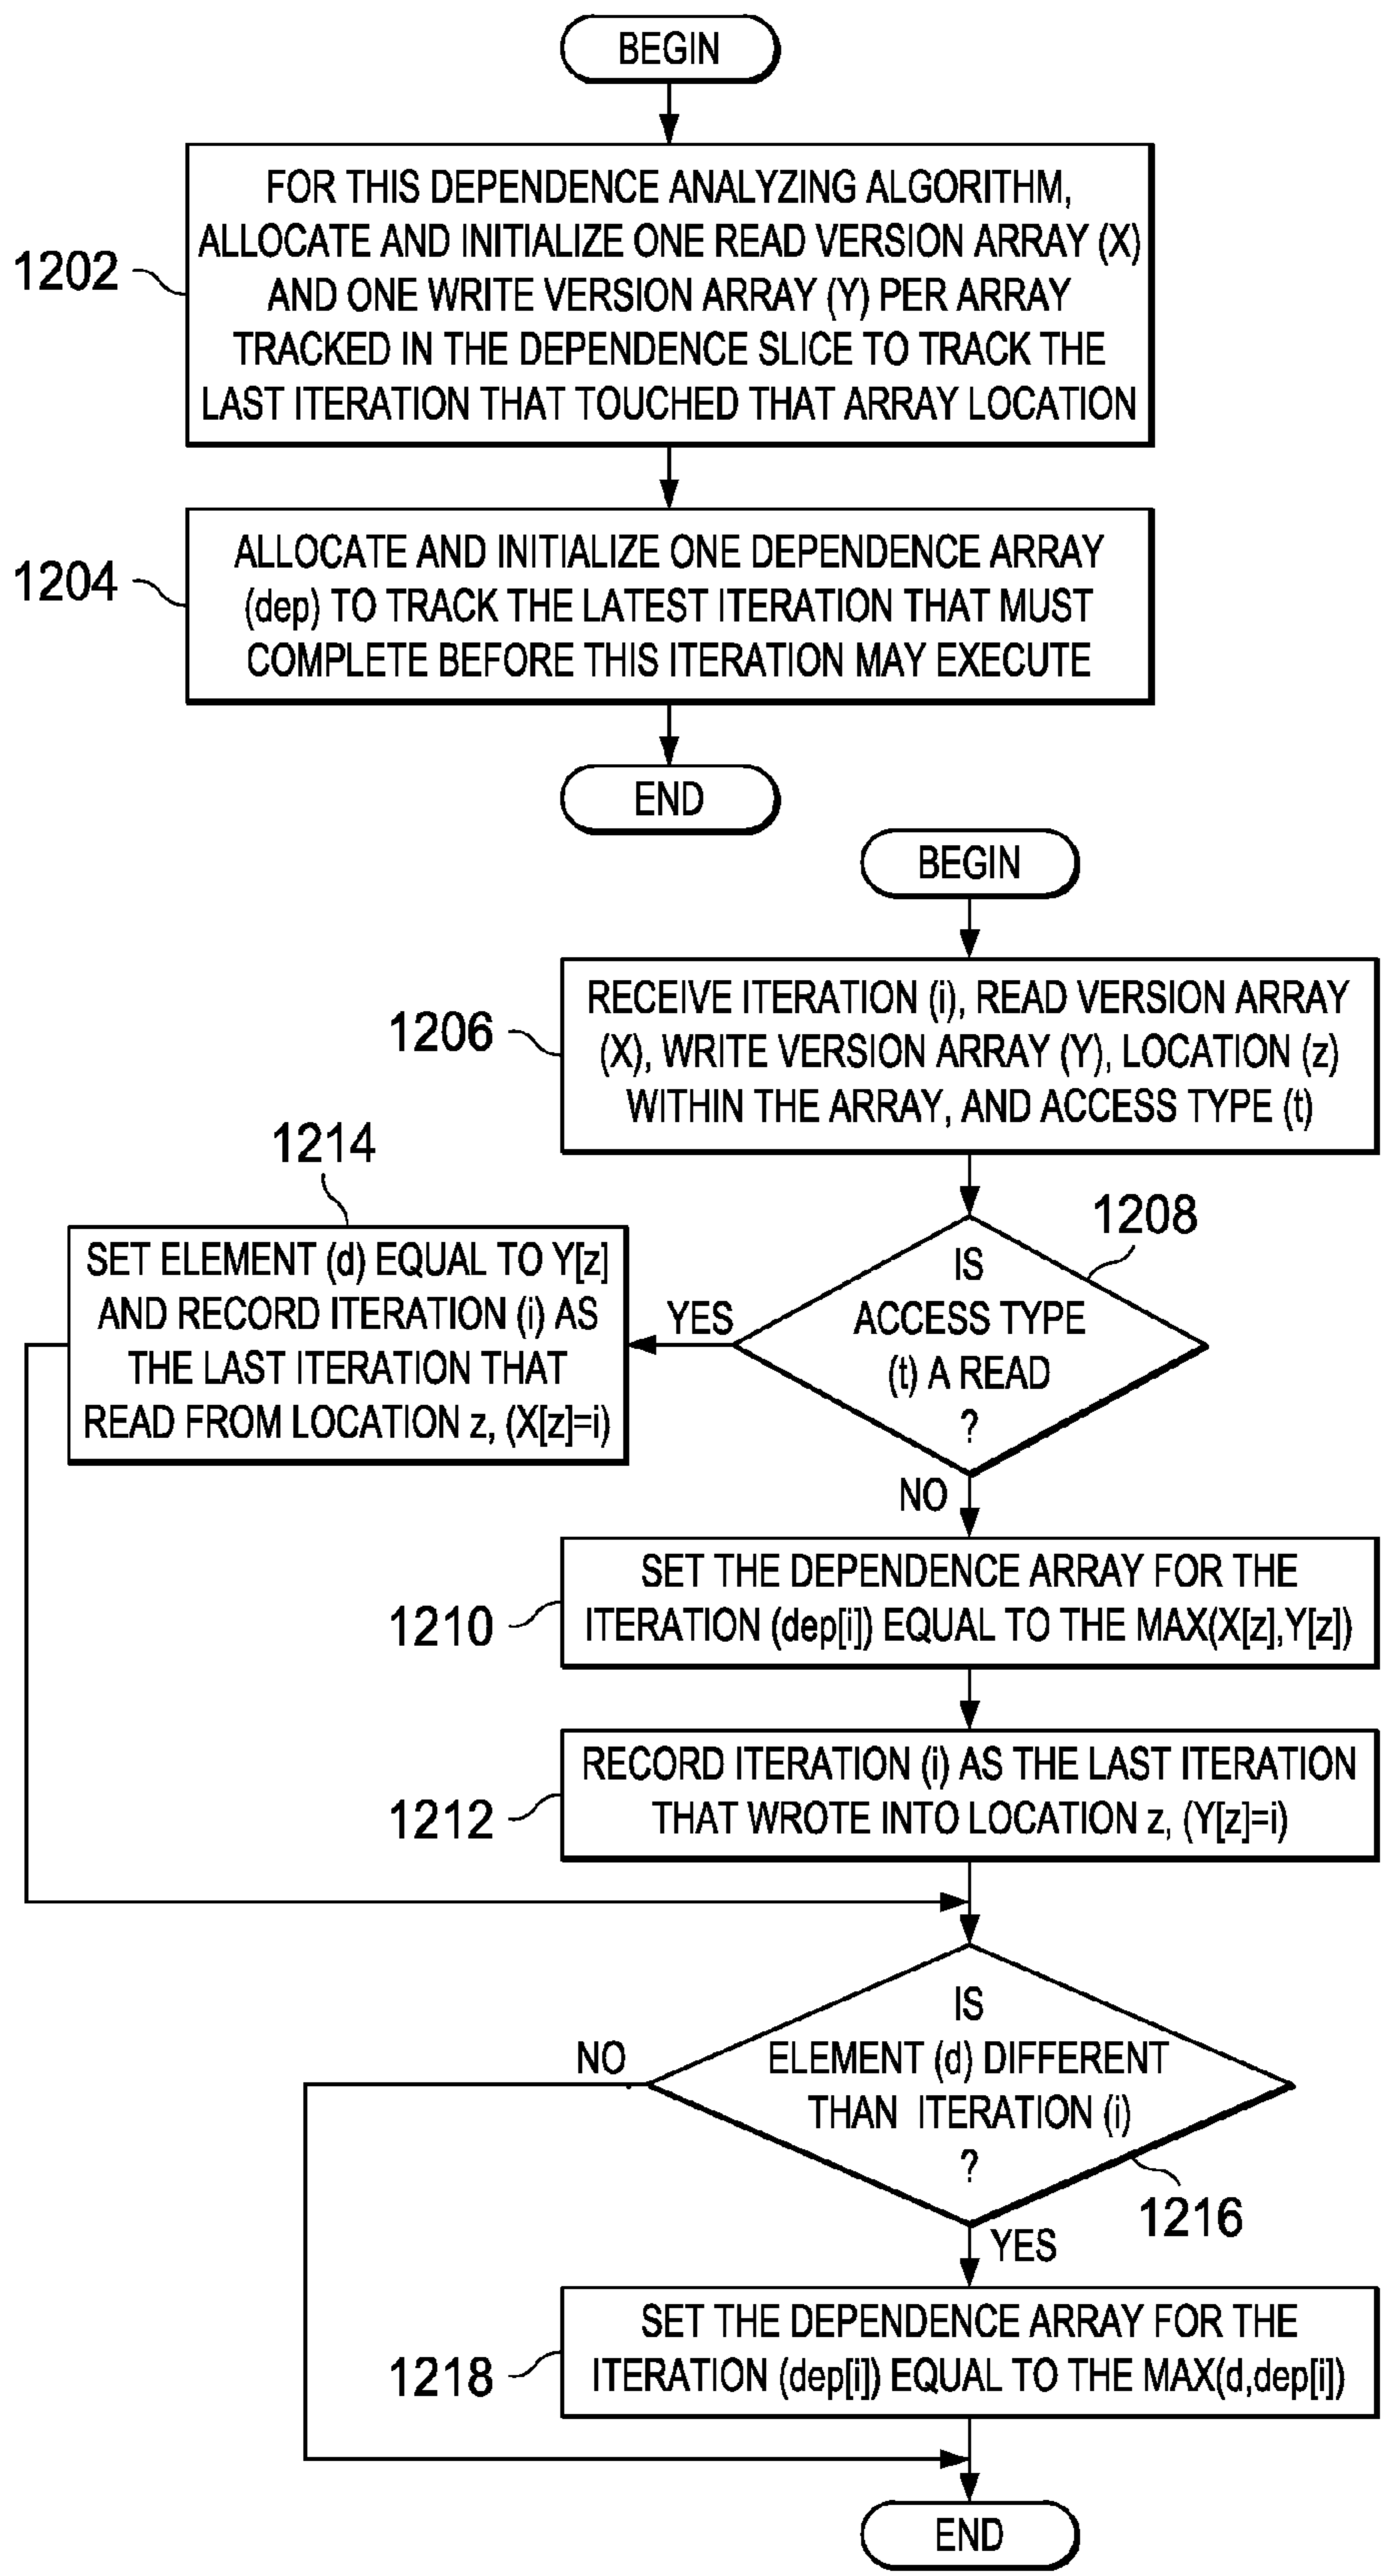 BEGIN
FOR THIS DEPENDENCE ANALYZING ALGORITHM,
ALLOCATE AND INITIALIZE ONE READ VERSION ARRAY (X)
AND ONE WRITE VERSION ARRAY (Y) PER ARRAY
TRACKED IN THE DEPENDENCE SLICE TO TRACK THE
LAST ITERATION THAT TOUCHED THAT ARRAY LOCATION
1202
ALLOCATE AND INITIALIZE ONE DEPENDENCE ARRAY
(dep) TO TRACK THE LATEST ITERATION THAT MUST
COMPLETE BEFORE THIS ITERATION MAY EXECUTE
1204
END
BEGIN
RECEIVE ITERATION (i), READ VERSION ARRAY
(X), WRITE VERSION ARRAY (Y), LOCATION (z)
WITHIN THE ARRAY, AND ACCESS TYPE (t)
1206
1208
IS
ACCESS TYPE
(t) A READ
?
YES
1214
SET ELEMENT (d) EQUAL TO Y[z]
AND RECORD ITERATION (i) AS
THE LAST ITERATION THAT
READ FROM LOCATION z, (X[z]=i)
NO
SET THE DEPENDENCE ARRAY FOR THE
ITERATION (dep[i]) EQUAL TO THE MAX(X[z],Y[z])
1210
RECORD ITERATION (i) AS THE LAST ITERATION
THAT WROTE INTO LOCATION z, (Y[z]=i)
1212
IS
ELEMENT (d) DIFFERENT
THAN ITERATION (i)
?
1216
NO
YES
SET THE DEPENDENCE ARRAY FOR THE
ITERATION (dep[i]) EQUAL TO THE MAX(d,dep[i])
1218
END